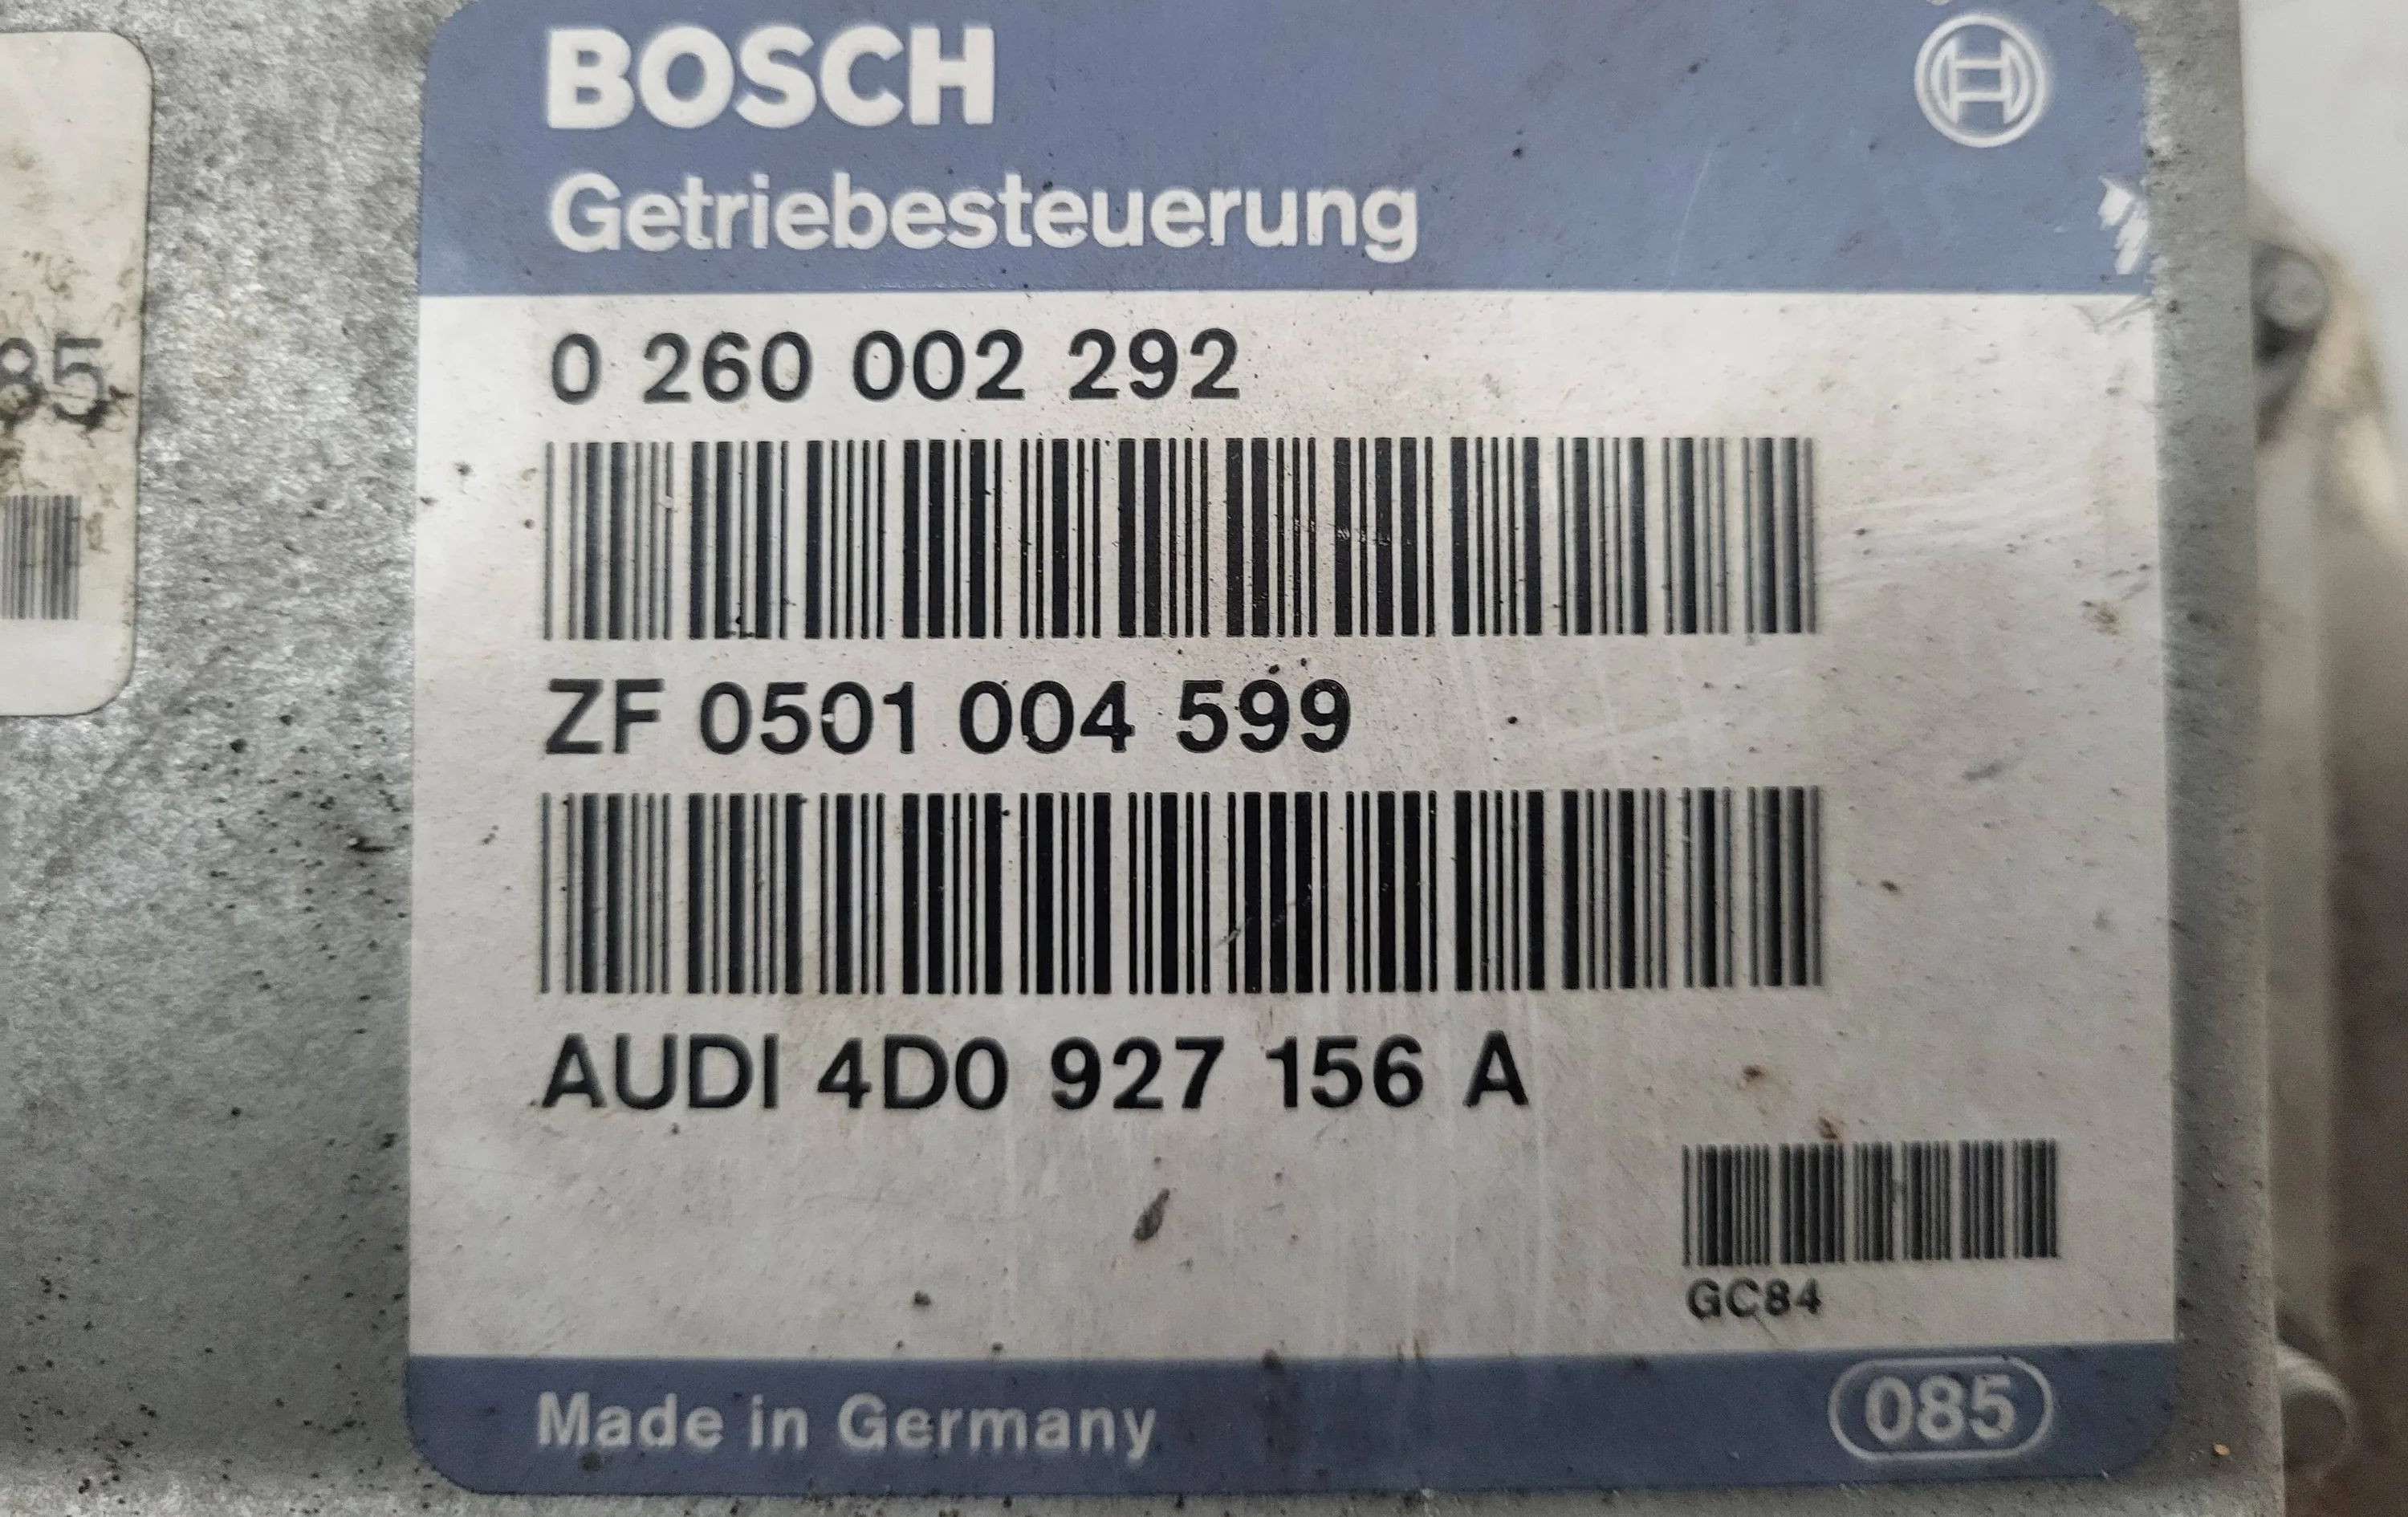 BOSCH
Getriebesteuerung
0 260 002 292
ZF 0501 004 599
AUDI 4D0 927 156 A
GC84
Made in Germany
085
85